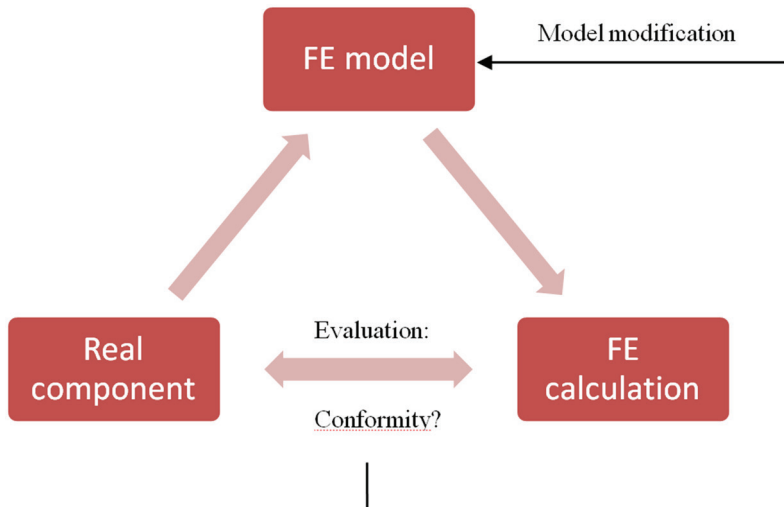 FE model
Model modification
Real
component
Evaluation:
Conformity?
FE
calculation